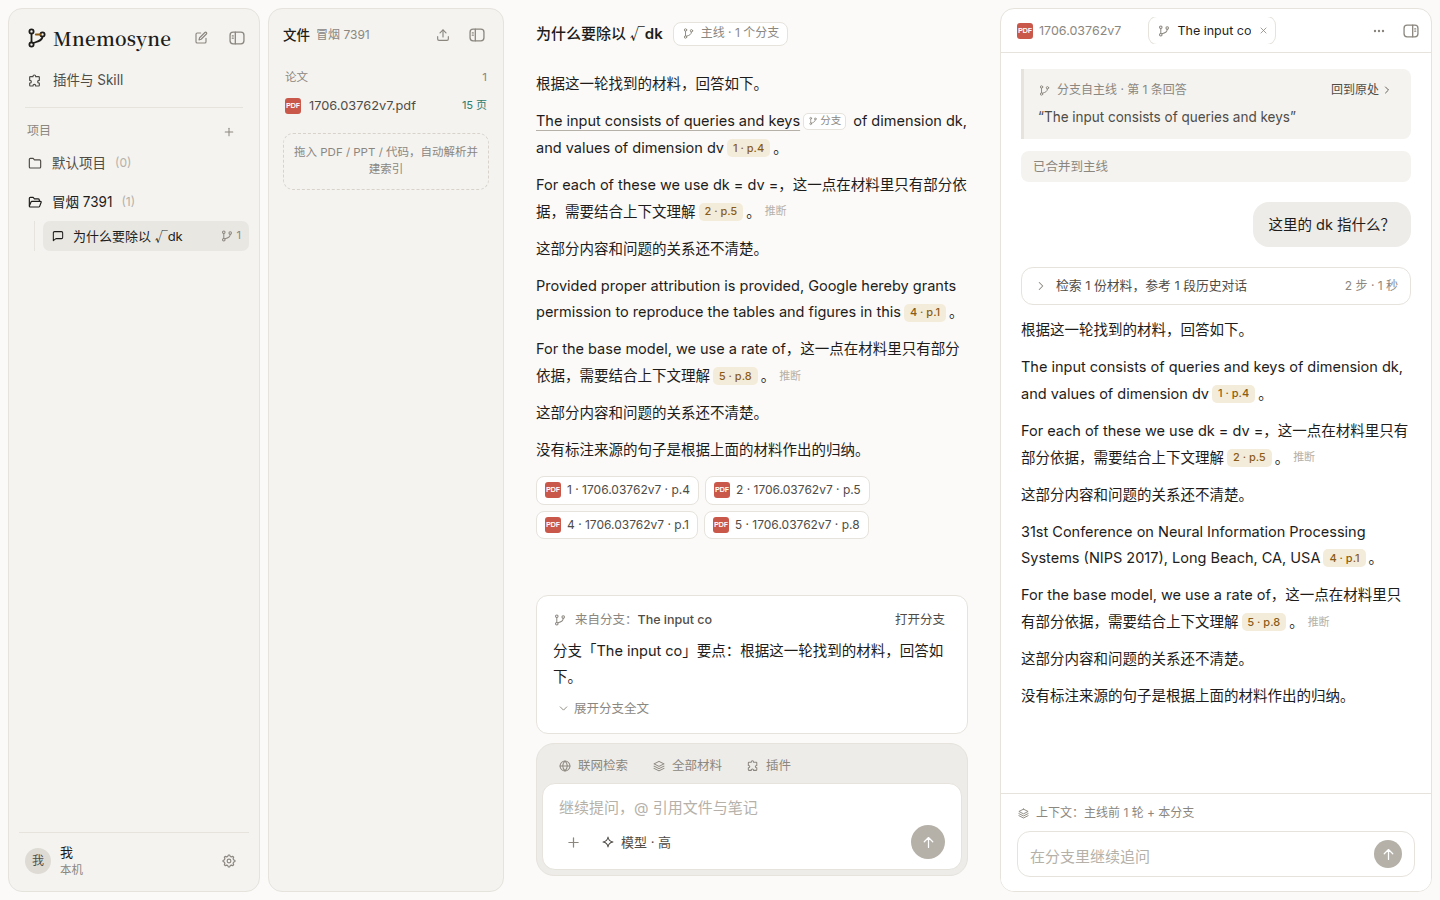 Mnemosyne
插件与 Skill
项目
默认项目 (0)
冒烟 7391 (1)
为什么要除以 √dk 1
我
我
本机
文件 冒烟 7391
论文 1
PDF 1706.03762v7.pdf 15 页
拖入 PDF / PPT / 代码，自动解析并
建索引
为什么要除以 √dk 主线 · 1 个分支
根据这一轮找到的材料，回答如下。
The input consists of queries and keys 分支 of dimension dk,
and values of dimension dv 1 · p.4 。
For each of these we use dk = dv =，这一点在材料里只有部分依
据，需要结合上下文理解 2 · p.5 。 推断
这部分内容和问题的关系还不清楚。
Provided proper attribution is provided, Google hereby grants
permission to reproduce the tables and figures in this 4 · p.1 。
For the base model, we use a rate of，这一点在材料里只有部分
依据，需要结合上下文理解 5 · p.8 。 推断
这部分内容和问题的关系还不清楚。
没有标注来源的句子是根据上面的材料作出的归纳。
PDF 1 · 1706.03762v7 · p.4 PDF 2 · 1706.03762v7 · p.5
PDF 4 · 1706.03762v7 · p.1 PDF 5 · 1706.03762v7 · p.8
来自分支：The input co 打开分支
分支「The input co」要点：根据这一轮找到的材料，回答如
下。
展开分支全文
联网检索 全部材料 插件
继续提问，@ 引用文件与笔记
模型 · 高
PDF 1706.03762v7 The input co ×
分支自主线 · 第 1 条回答 回到原处
“The input consists of queries and keys”
已合并到主线
这里的 dk 指什么？
检索 1 份材料，参考 1 段历史对话 2 步 · 1 秒
根据这一轮找到的材料，回答如下。
The input consists of queries and keys of dimension dk,
and values of dimension dv 1 · p.4 。
For each of these we use dk = dv =，这一点在材料里只有
部分依据，需要结合上下文理解 2 · p.5 。 推断
这部分内容和问题的关系还不清楚。
31st Conference on Neural Information Processing
Systems (NIPS 2017), Long Beach, CA, USA 4 · p.1 。
For the base model, we use a rate of，这一点在材料里只
有部分依据，需要结合上下文理解 5 · p.8 。 推断
这部分内容和问题的关系还不清楚。
没有标注来源的句子是根据上面的材料作出的归纳。
上下文：主线前 1 轮 + 本分支
在分支里继续追问